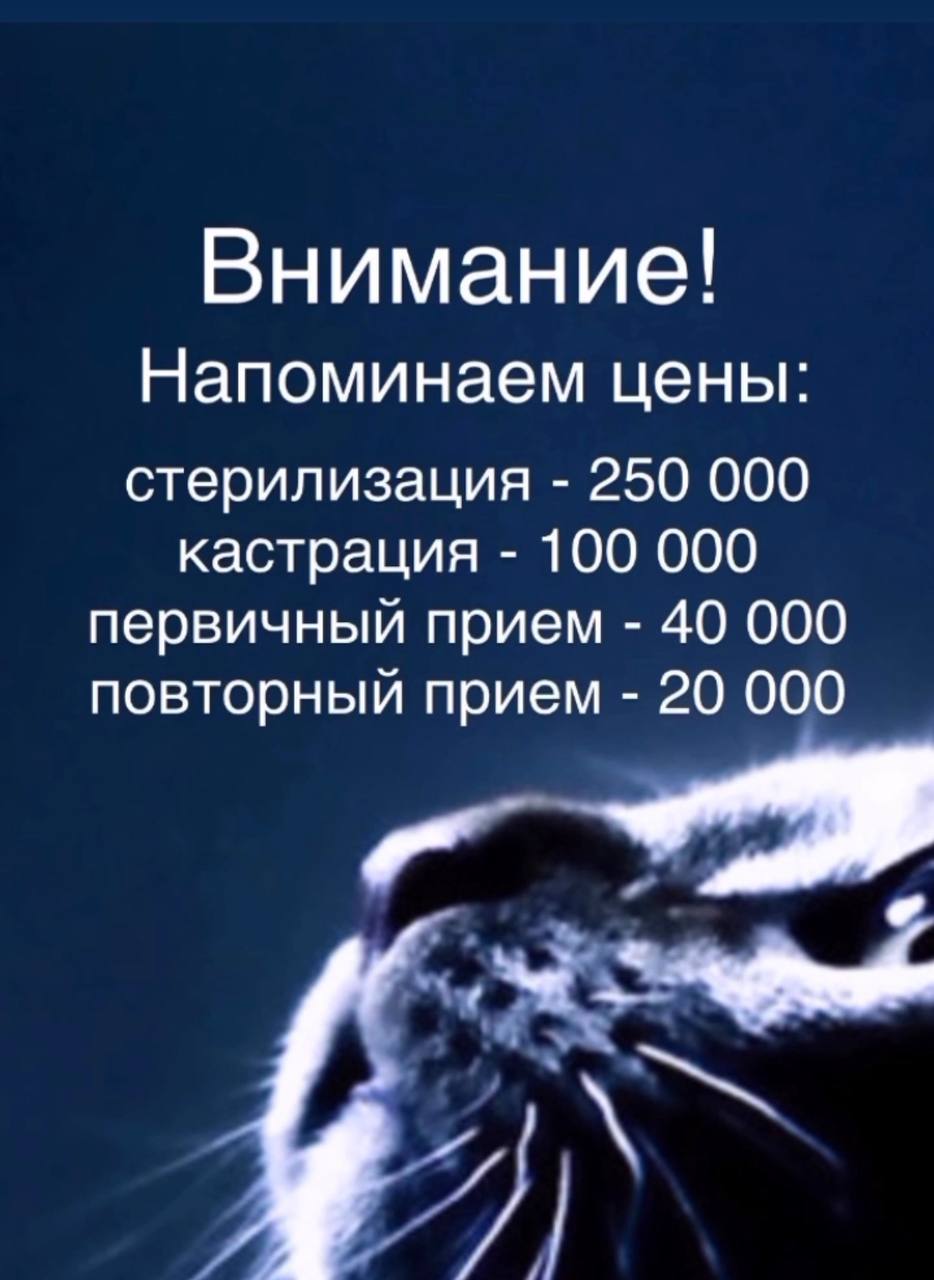 Внимание!
Напоминаем цены:
стерилизация - 250 000
кастрация - 100 000
первичный прием - 40 000
повторный прием - 20 000